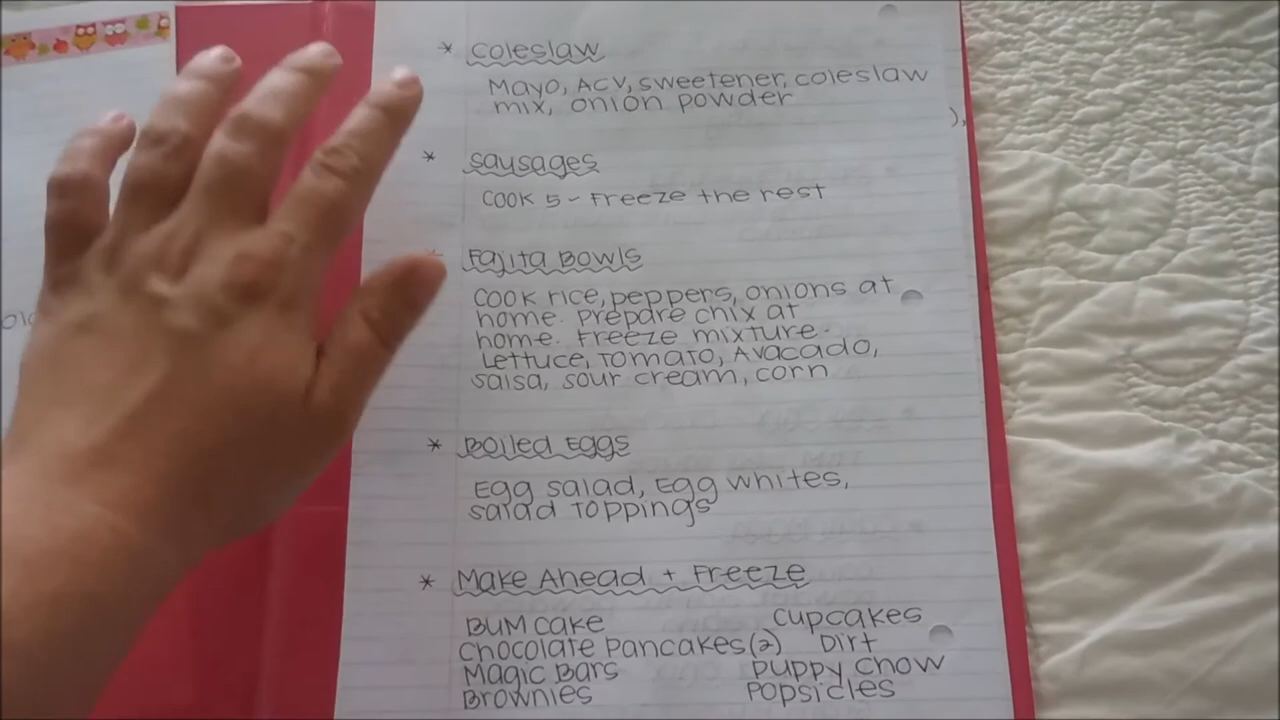 * Coleslaw
Mayo, ACV, sweetener, coleslaw
mix, onion powder
),
* Sausages
Cook 5 - Freeze the rest
Fajita Bowls
Cook rice, peppers, onions at
home. Prepare chix at
home. Freeze mixture.
Lettuce, Tomato, Avacado,
salsa, sour cream, corn
* Boiled Eggs
Egg salad, Egg whites,
salad Toppings
* Make Ahead + Freeze
BUM Cake Cupcakes
Chocolate Pancakes (2) Dirt
Magic Bars Puppy Chow
Brownies Popsicles